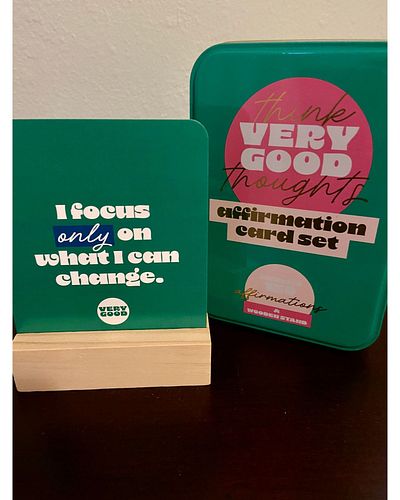 I focus
only on
what I can
change.
VERY
GOOD
think
VERY
GOOD
thoughts
affirmation
card set
affirmations
&
WOODEN STAND